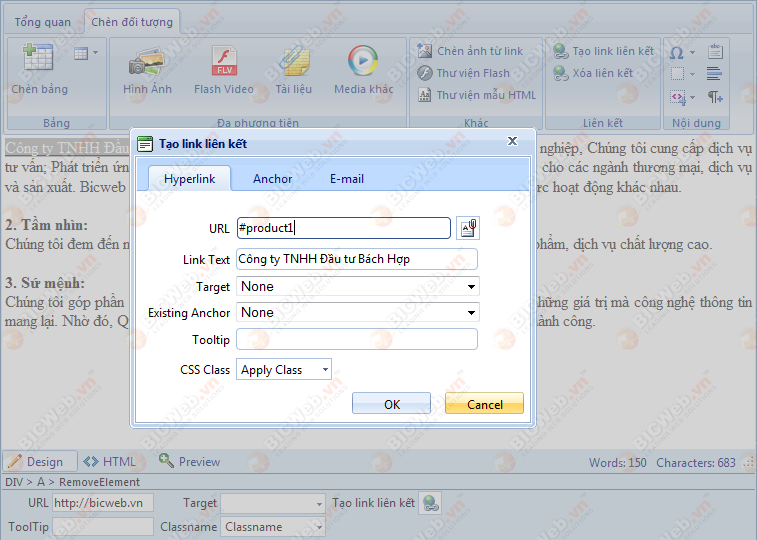 Tổng quan Chèn đối tượng
Chèn bảng Hình Ảnh Flash Video Tài liệu Media khác Chèn ảnh từ link Tạo link liên kết
FLV Thư viện Flash Xóa liên kết
Thư viện mẫu HTML
Bảng Đa phương tiện Khác Liên kết Nội dung
Tạo link liên kết
Công ty TNHH Đầu nghiệp, Chúng tôi cung cấp dịch vụ
tư vấn; Phát triển ứn cho các ngành thương mại, dịch vụ
và sản xuất. Bicweb hoạt động khác nhau.
Hyperlink Anchor E-mail
URL #product1
2. Tầm nhìn:
Chúng tôi đem đến phẩm, dịch vụ chất lượng cao.
Link Text Công ty TNHH Đầu tư Bách Hợp
Target None
3. Sứ mệnh:
Chúng tôi góp phần những giá trị mà công nghệ thông tin
mang lại. Nhờ đó, Q thành công.
Existing Anchor None
Tooltip
CSS Class Apply Class
OK Cancel
Design HTML Preview Words: 150 Characters: 683
DIV > A > RemoveElement
URL http://bicweb.vn Target Tạo link liên kết
ToolTip Classname Classname
BICWeb.vn